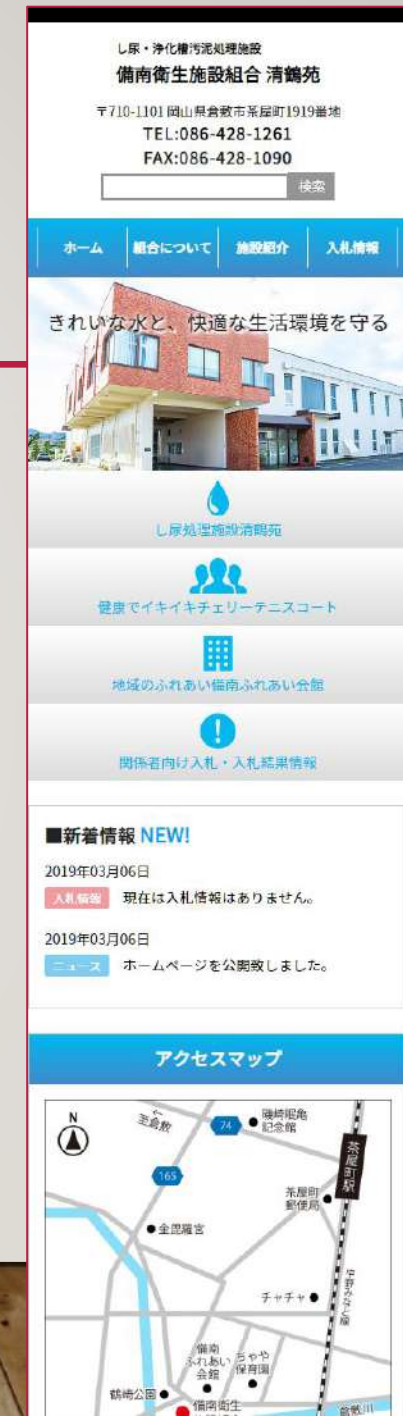 し尿・浄化槽汚泥処理施設
備南衛生施設組合 清鶴苑
〒710-1101 岡山県倉敷市茶屋町1919番地
TEL:086-428-1261
FAX:086-428-1090
検索
ホーム 組合について 施設紹介 入札情報
きれいな水と、快適な生活環境を守る
し尿処理施設清鶴苑
健康でイキイキチェリーテニスコート
地域のふれあい備南ふれあい会館
関係者向け入札・入札結果情報
■新着情報 NEW!
2019年03月06日
入札情報 現在は入札情報はありません。
2019年03月06日
ニュース ホームページを公開致しました。
アクセスマップ
N
至倉敷
74
磯崎眠亀
記念館
茶屋町駅
165
茶屋町
郵便局
金毘羅宮
宇野みなと線
チャチャ
備南
ふれあい
会館
ちゃや
保育園
鶴崎公園
備南衛生
倉敷川